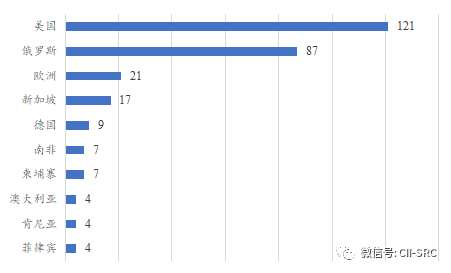 美国 121
俄罗斯 87
欧洲 21
新加坡 17
德国 9
南非 7
柬埔寨 7
澳大利亚 4
肯尼亚 4
菲律宾 4
微信号: CII-SRC